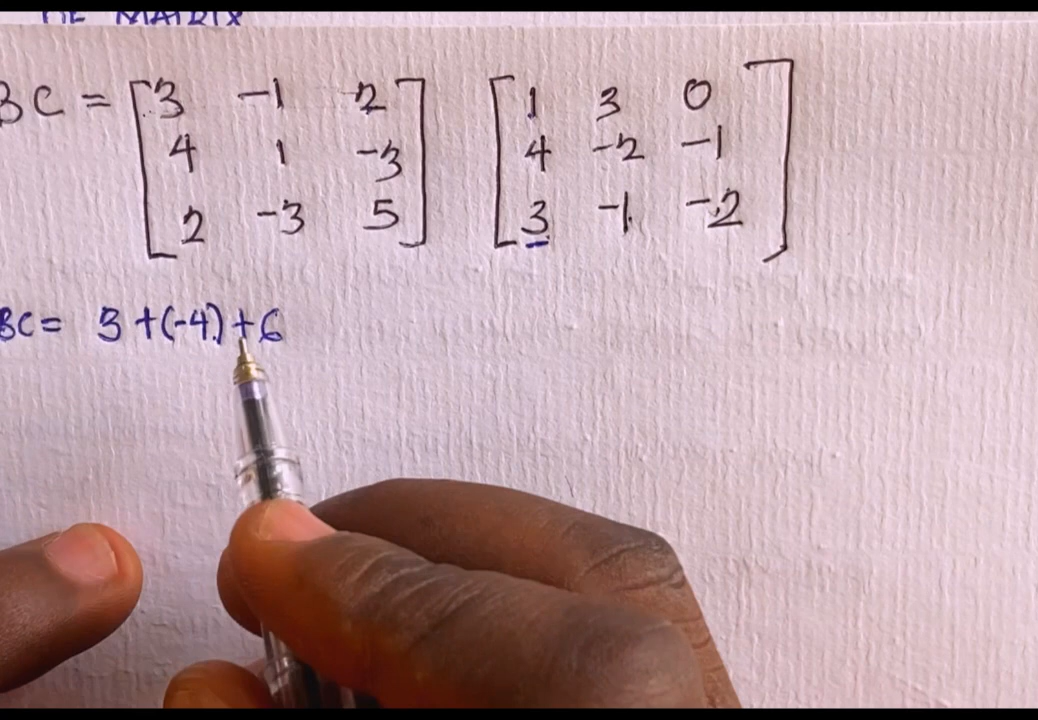 MATRIX
BC = [3 -1 2] [1 3 0]
4 1 -3 4 -2 -1
2 -3 5 3 -1 -2
BC = 3 + (-4) + 6